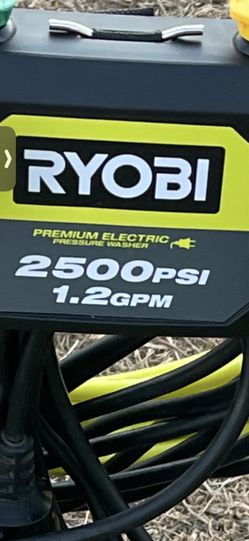 RYOBI
PREMIUM ELECTRIC
PRESSURE WASHER
2500PSI
1.2GPM